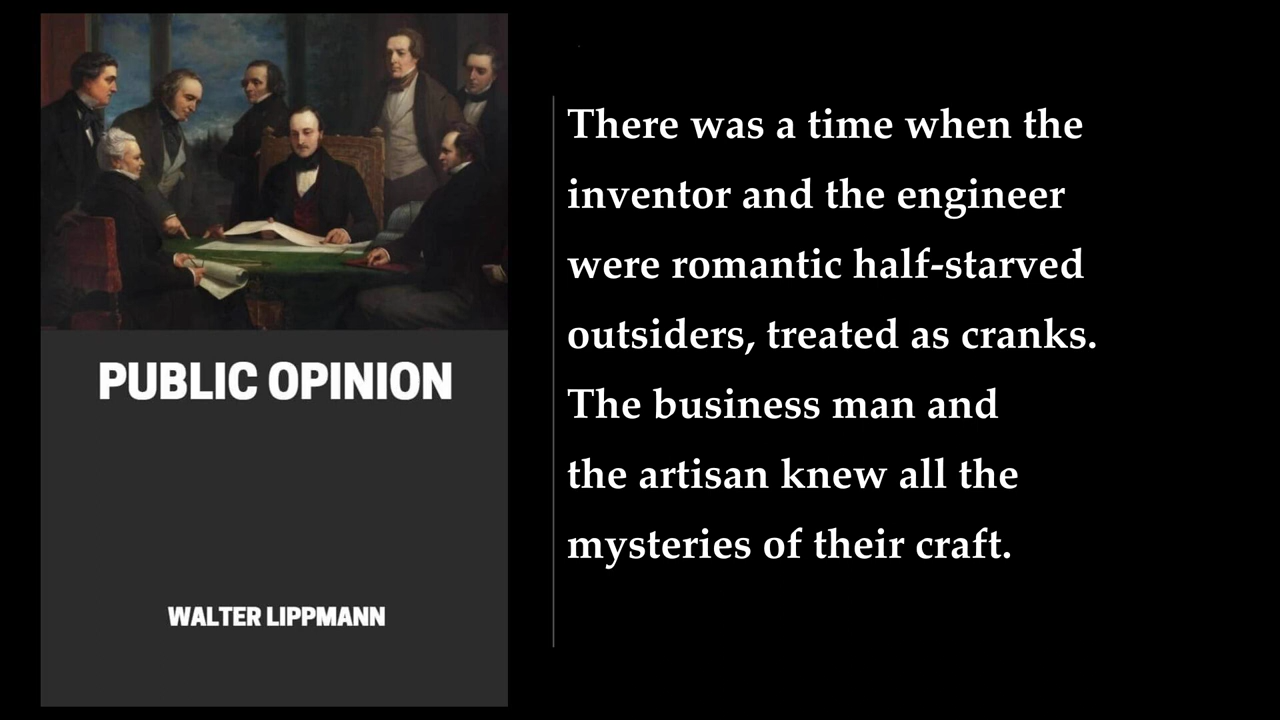 PUBLIC OPINION
WALTER LIPPMANN
There was a time when the
inventor and the engineer
were romantic half-starved
outsiders, treated as cranks.
The business man and
the artisan knew all the
mysteries of their craft.